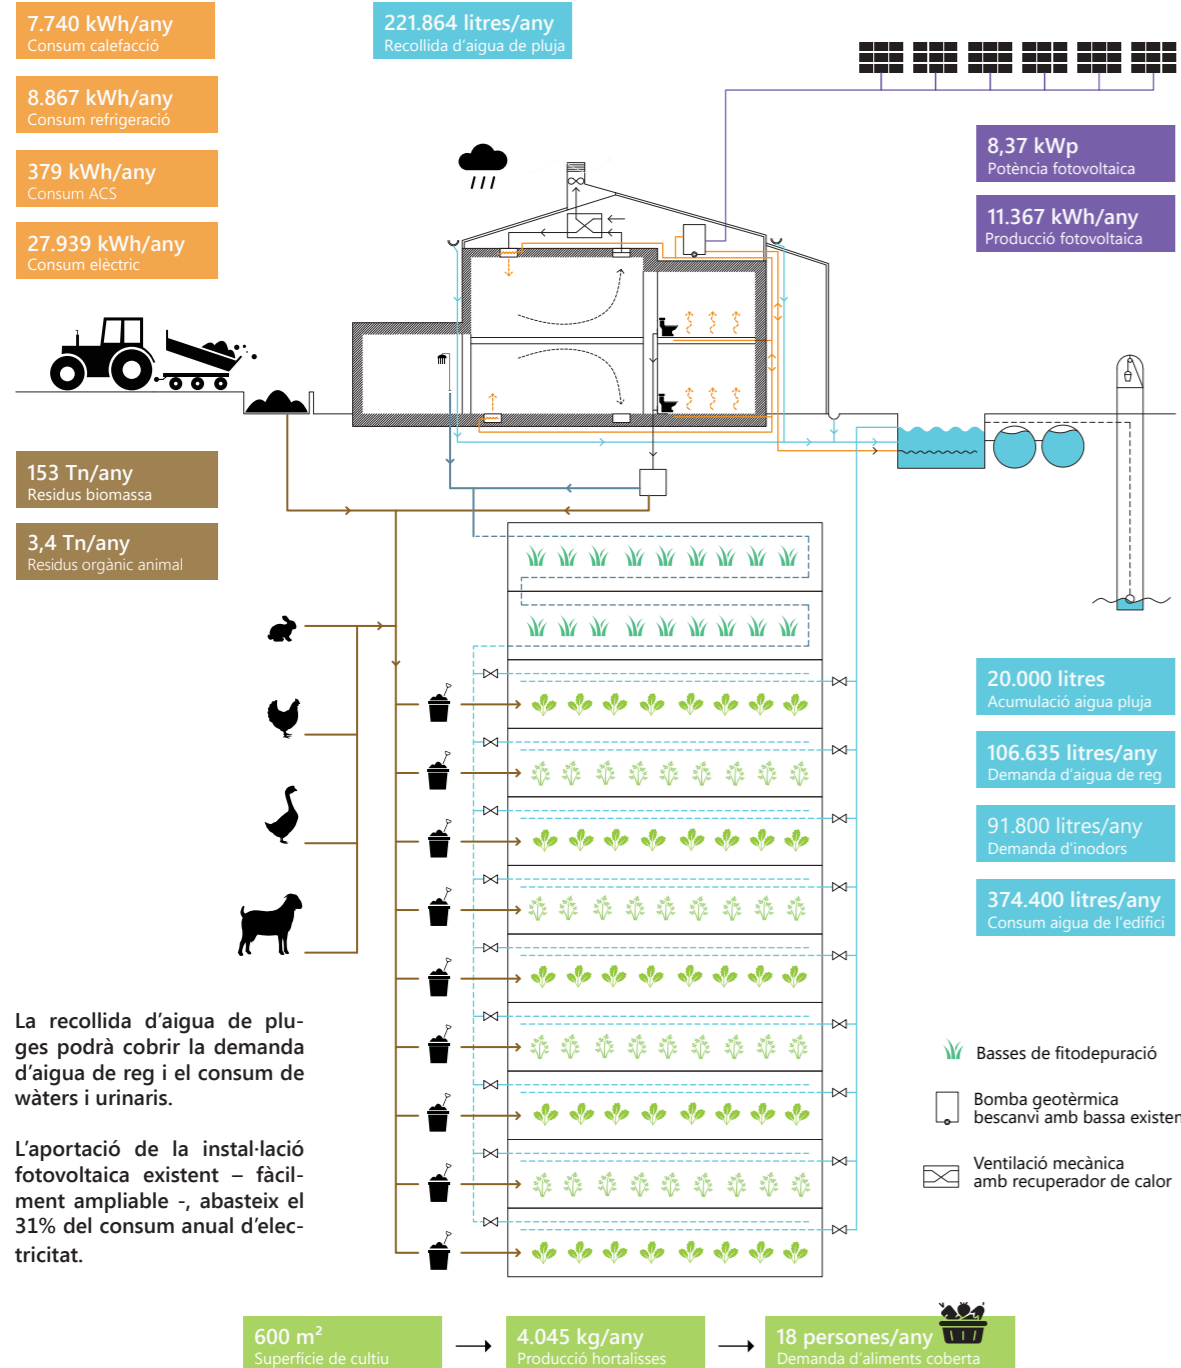 7.740 kWh/any
Consum calefacció
8.867 kWh/any
Consum refrigeració
379 kWh/any
Consum ACS
27.939 kWh/any
Consum elèctric
221.864 litres/any
Recollida d'aigua de pluja
8,37 kWp
Potència fotovoltaica
11.367 kWh/any
Producció fotovoltaica
153 Tn/any
Residus biomassa
3,4 Tn/any
Residus orgànic animal
20.000 litres
Acumulació aigua pluja
106.635 litres/any
Demanda d'aigua de reg
91.800 litres/any
Demanda d'inodors
374.400 litres/any
Consum aigua de l'edifici
La recollida d'aigua de plu-
ges podrà cobrir la demanda
d'aigua de reg i el consum de
wàters i urinaris.
L'aportació de la instal·lació
fotovoltaica existent – fàcil-
ment ampliable -, abasteix el
31% del consum anual d'elec-
tricitat.
Basses de fitodepuració
Bomba geotèrmica
bescanvi amb bassa existen
Ventilació mecànica
amb recuperador de calor
600 m²
Superfície de cultiu
4.045 kg/any
Producció hortalisses
18 persones/any
Demanda d'aliments coberta